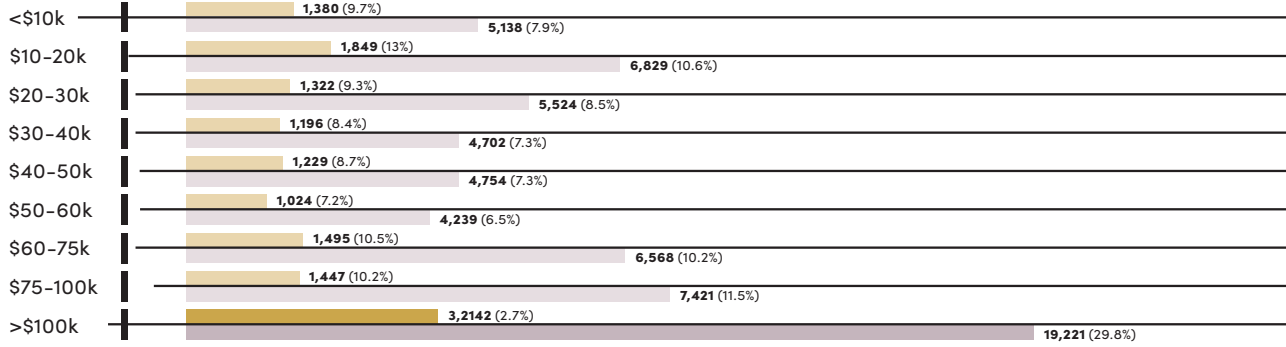 <$10k
1,380 (9.7%)
5,138 (7.9%)
$10-20k
1,849 (13%)
6,829 (10.6%)
$20-30k
1,322 (9.3%)
5,524 (8.5%)
$30-40k
1,196 (8.4%)
4,702 (7.3%)
$40-50k
1,229 (8.7%)
4,754 (7.3%)
$50-60k
1,024 (7.2%)
4,239 (6.5%)
$60-75k
1,495 (10.5%)
6,568 (10.2%)
$75-100k
1,447 (10.2%)
7,421 (11.5%)
>$100k
3,2142 (2.7%)
19,221 (29.8%)